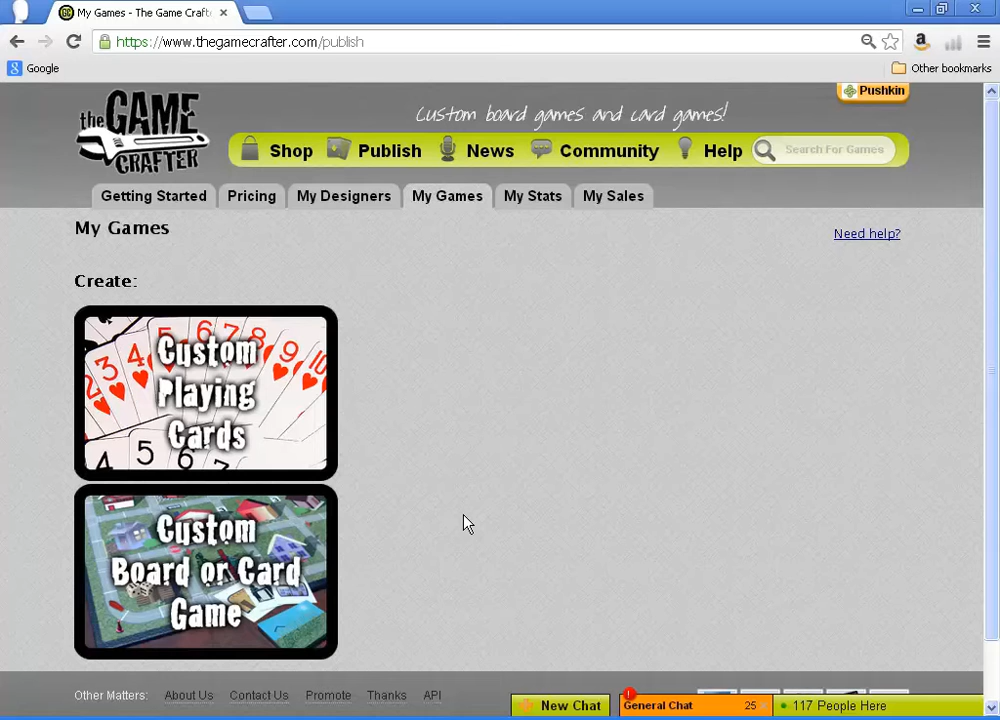 My Games - The Game Craft
https://www.thegamecrafter.com/publish
Google
Other bookmarks
the GAME CRAFTER
Custom board games and card games!
Pushkin
Shop
Publish
News
Community
Help
Search For Games
Getting Started
Pricing
My Designers
My Games
My Stats
My Sales
My Games
Need help?
Create:
Custom
Playing
Cards
Custom
Board or Card
Game
Other Matters:
About Us
Contact Us
Promote
Thanks
API
New Chat
General Chat
25
117 People Here